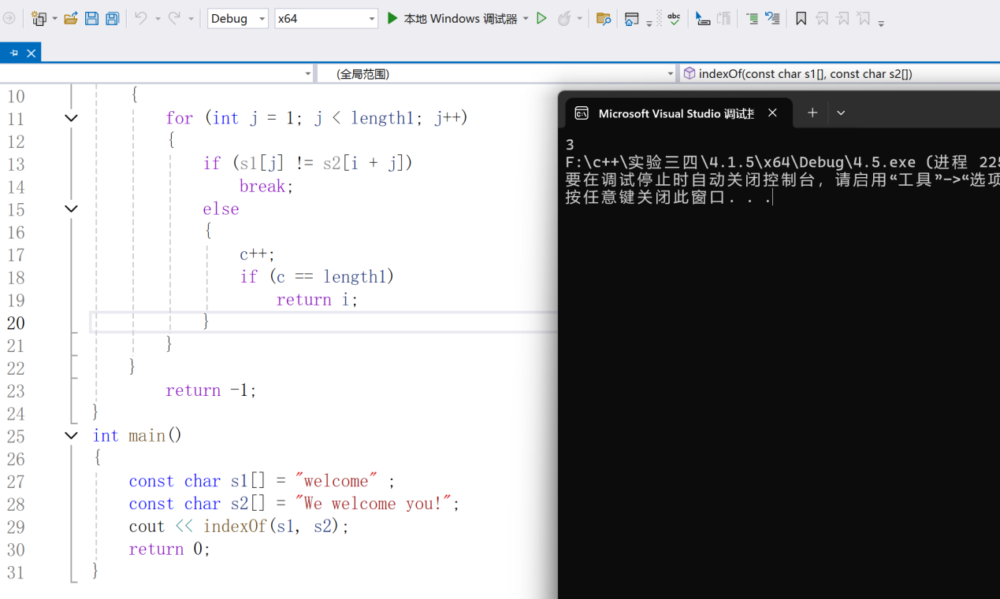 Debug x64 本地 Windows 调试器 abc
(全局范围) indexOf(const char s1[], const char s2[])
10 {
11 for (int j = 1; j < length1; j++)
12 {
13 if (s1[j] != s2[i + j])
14 break;
15 else
16 {
17 c++;
18 if (c == length1)
19 return i;
20 }
21 }
22 }
23 return -1;
24 }
25 int main()
26 {
27 const char s1[] = "welcome" ;
28 const char s2[] = "We welcome you!";
29 cout << indexOf(s1, s2);
30 return 0;
31 }
Microsoft Visual Studio 调试
3
F:\c++\实验三四\4.1.5\x64\Debug\4.5.exe (进程 225
要在调试停止时自动关闭控制台，请启用“工具”->“选项
按任意键关闭此窗口. . .